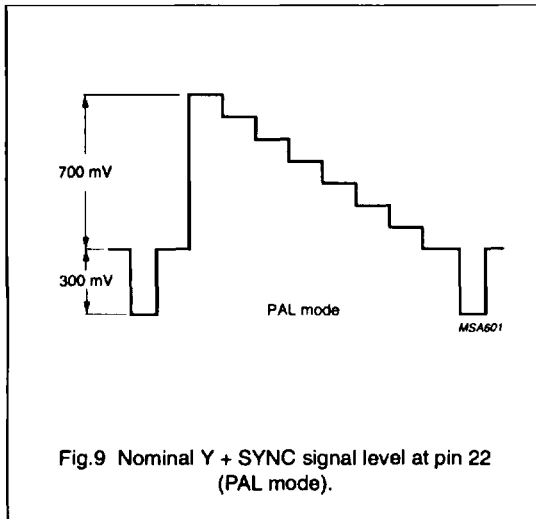 700 mV
300 mV
PAL mode
MSA601
Fig.9 Nominal Y + SYNC signal level at pin 22
(PAL mode).